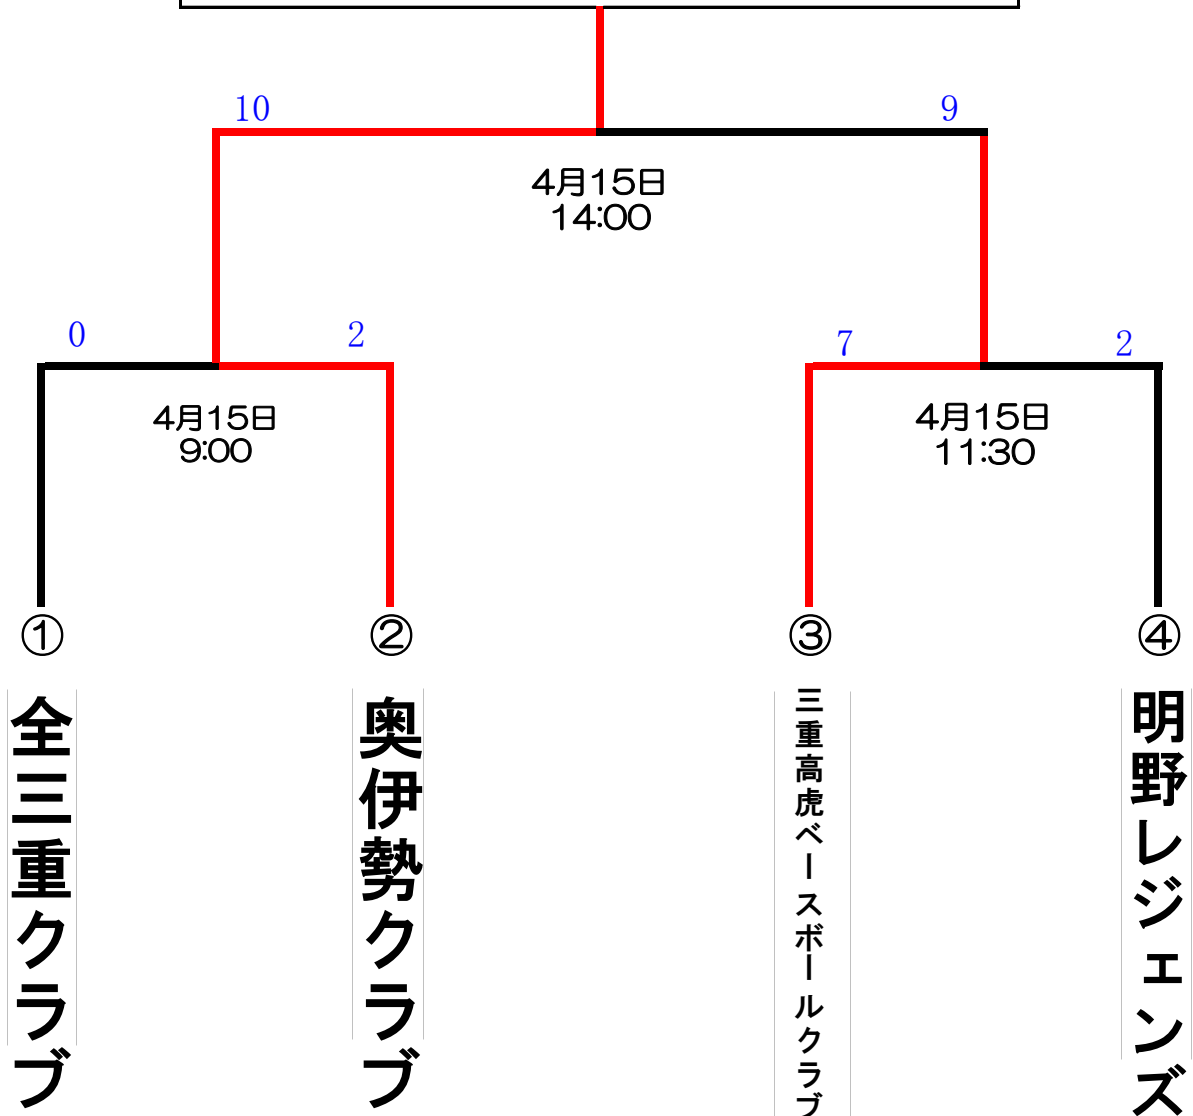 10
9
4月15日
14:00
0
2
7
2
4月15日
9:00
4月15日
11:30
①
②
③
④
全三重クラブ
奥伊勢クラブ
三重高虎ベースボールクラブ
明野レジェンズ